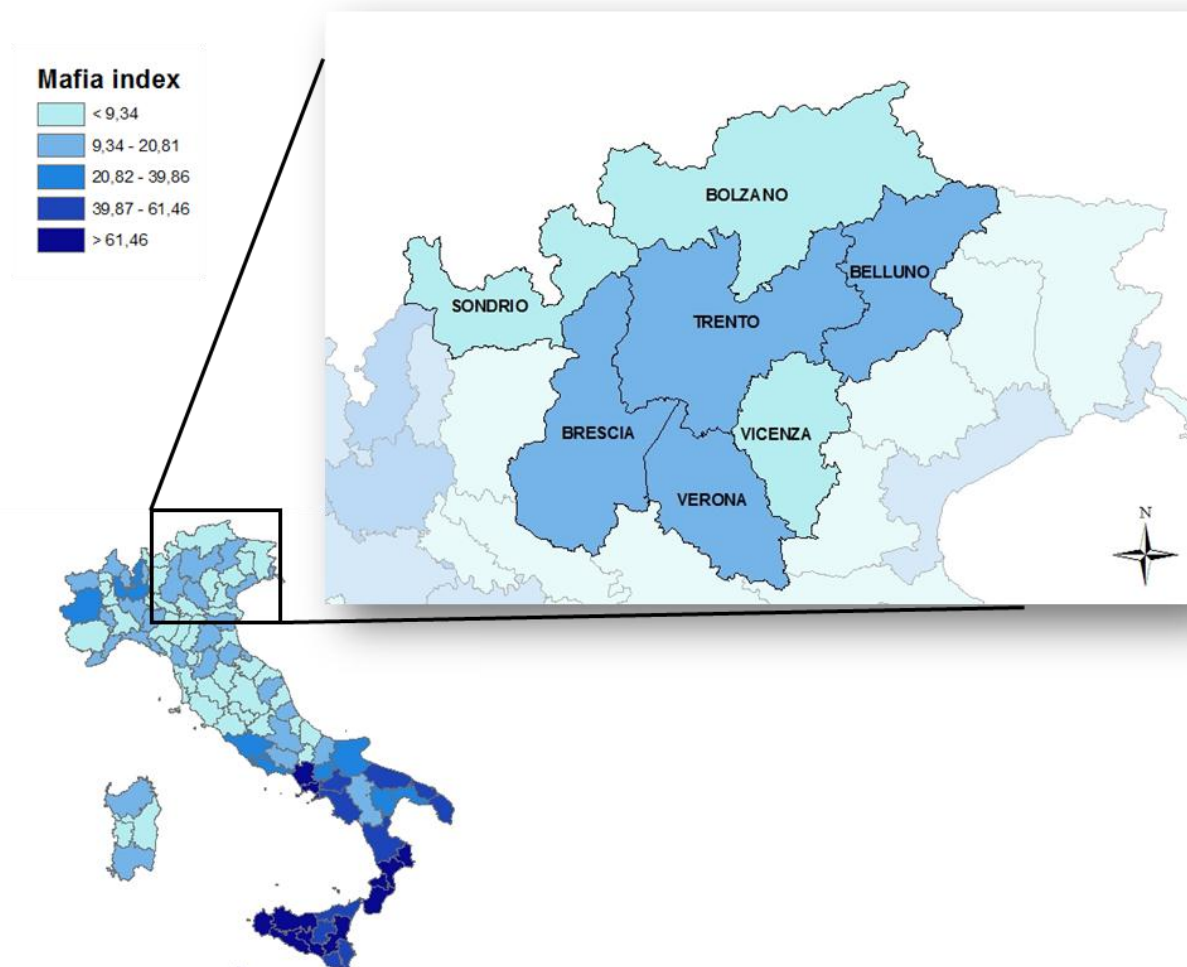 Mafia index
< 9,34
9,34 - 20,81
20,82 - 39,86
39,87 - 61,46
> 61,46
BOLZANO
BELLUNO
SONDRIO
TRENTO
BRESCIA
VICENZA
VERONA
N